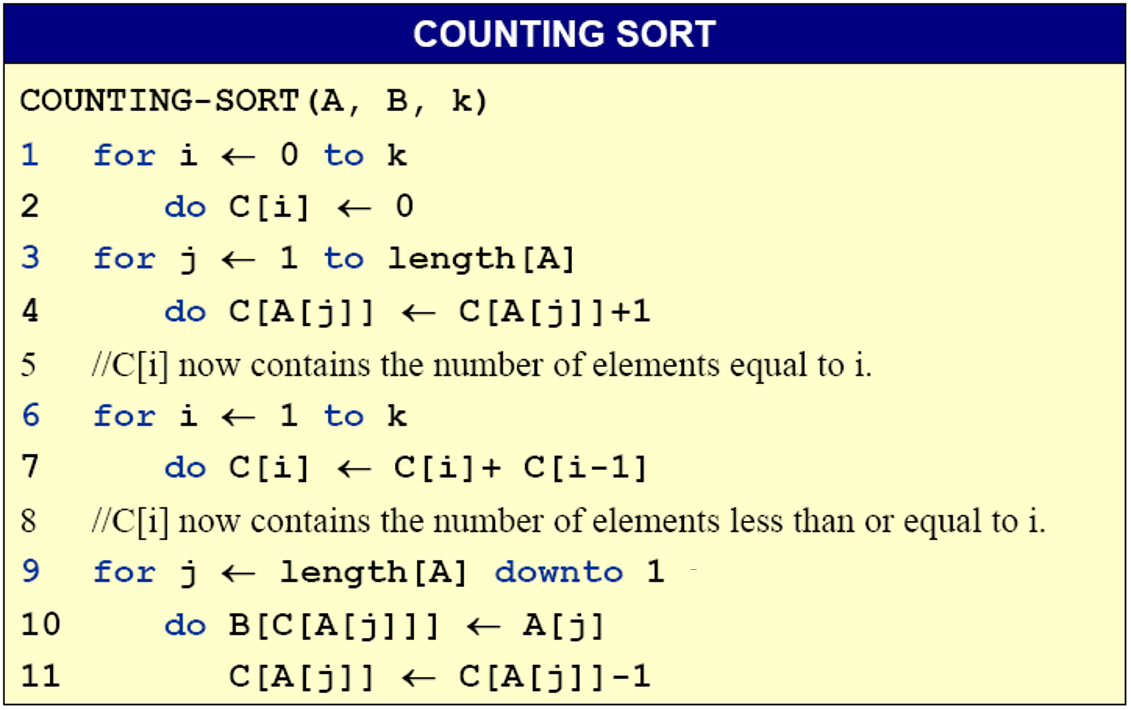 COUNTING SORT
COUNTING-SORT(A, B, k)
1 for i ← 0 to k
2 do C[i] ← 0
3 for j ← 1 to length[A]
4 do C[A[j]] ← C[A[j]]+1
5 //C[i] now contains the number of elements equal to i.
6 for i ← 1 to k
7 do C[i] ← C[i]+ C[i-1]
8 //C[i] now contains the number of elements less than or equal to i.
9 for j ← length[A] downto 1
10 do B[C[A[j]]] ← A[j]
11 C[A[j]] ← C[A[j]]-1